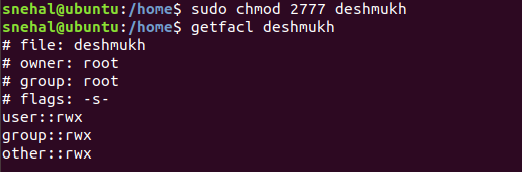 snehal@ubuntu:/home$ sudo chmod 2777 deshmukh
snehal@ubuntu:/home$ getfacl deshmukh
# file: deshmukh
# owner: root
# group: root
# flags: -s-
user::rwx
group::rwx
other::rwx